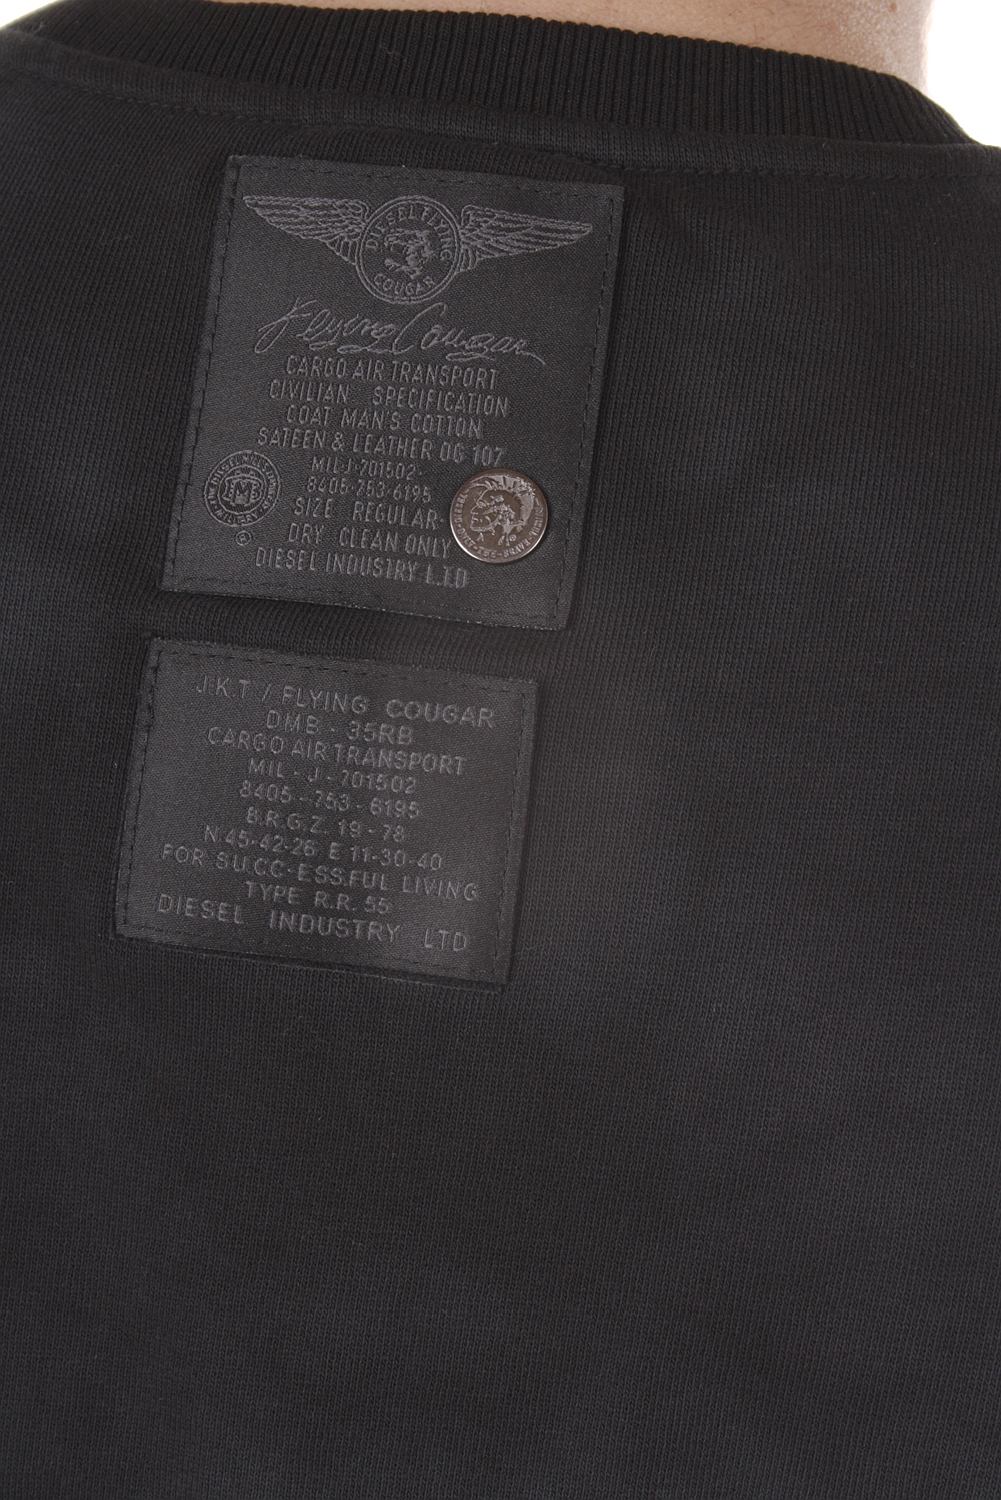 DIESEL FLYING
COUGAR
Flying Cougar
CARGO AIR TRANSPORT
CIVILIAN SPECIFICATION
COAT MAN'S COTTON
SATEEN & LEATHER OG 107
MIL-J-701502-
8405-753-6195
SIZE REGULAR-
DRY CLEAN ONLY
DIESEL INDUSTRY L.T.D
©
J.K.T / FLYING COUGAR
DMB - 35RB
CARGO AIR TRANSPORT
MIL - J - 701502
8405 - 753 - 6195
B.R.G.Z. 19 - 78
N 45-42-26 E 11-30-40
FOR SU.CC-ESS.FUL LIVING
TYPE R.R. 55
DIESEL INDUSTRY LTD